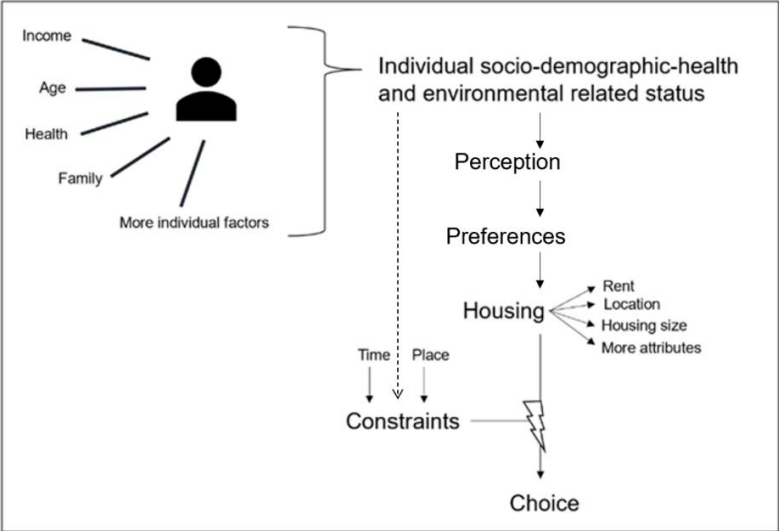 Income
Age
Health
Family
More individual factors
Individual socio-demographic-health
and environmental related status
Perception
Preferences
Housing
Rent
Location
Housing size
More attributes
Time
Place
Constraints
Choice